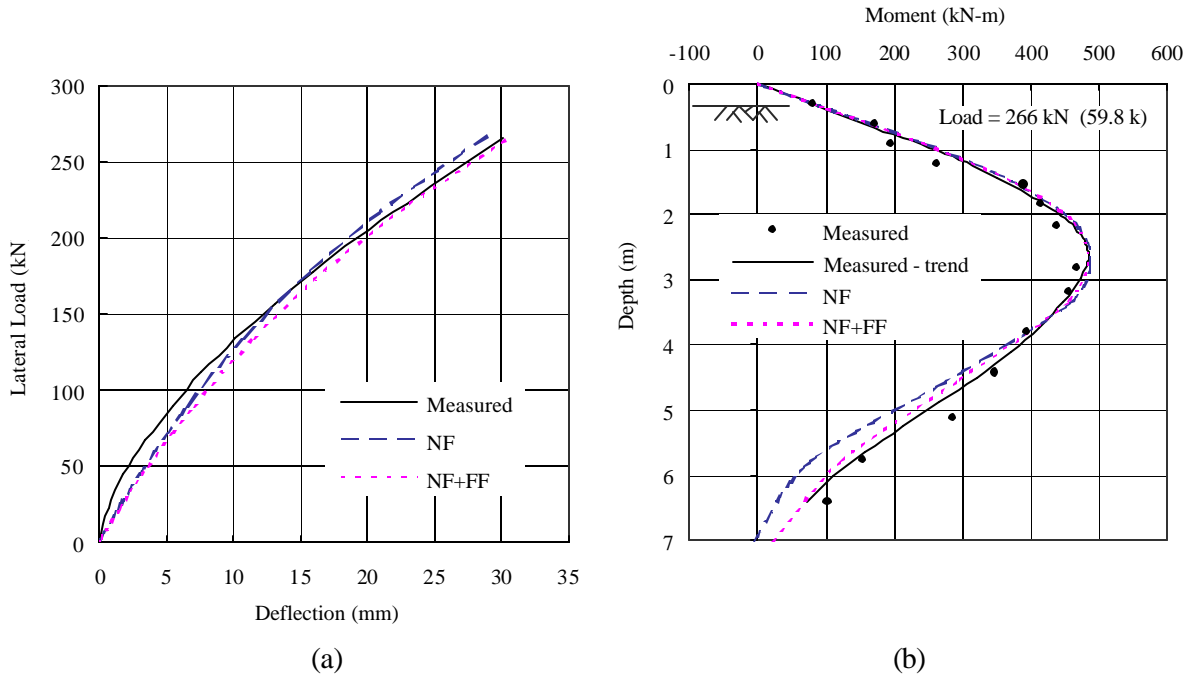 300
250
200
150
100
50
0
0 5 10 15 20 25 30 35
Lateral Load (kN
Deflection (mm)
Measured
NF
NF+FF
(a)
Moment (kN-m)
-100 0 100 200 300 400 500 600
0
1
2
3
4
5
6
7
Depth (m)
Load = 266 kN (59.8 k)
Measured
Measured - trend
NF
NF+FF
(b)